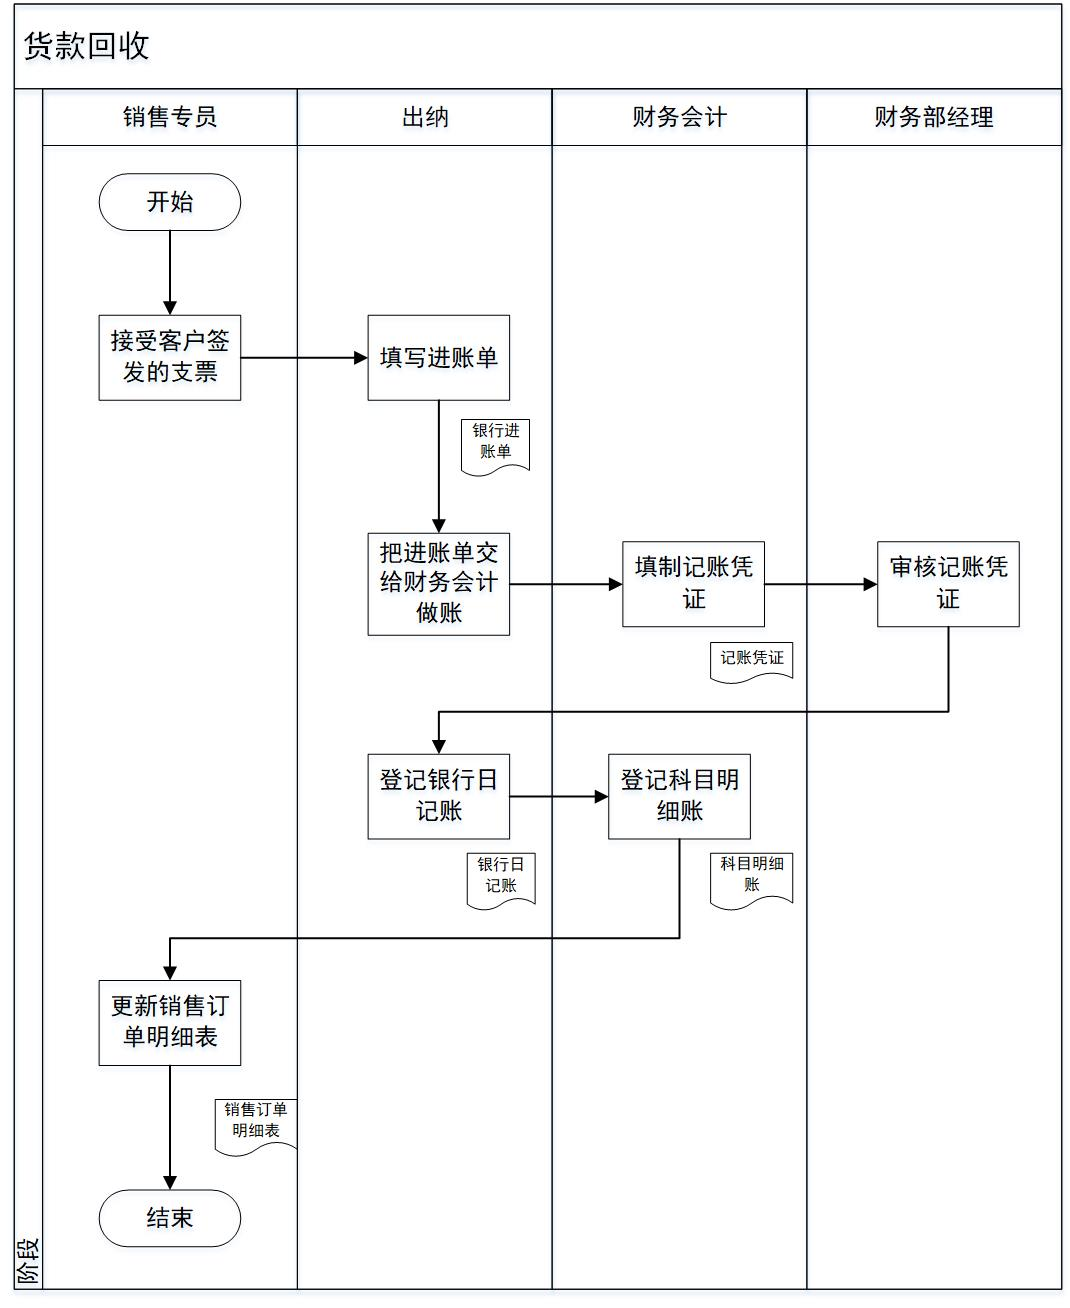 货款回收
销售专员
出纳
财务会计
财务部经理
开始
接受客户签
发的支票
填写进账单
银行进
账单
把进账单交
给财务会计
做账
填制记账凭
证
审核记账凭
证
记账凭证
登记银行日
记账
登记科目明
细账
银行日
记账
科目明细
账
更新销售订
单明细表
销售订单
明细表
结束
阶段